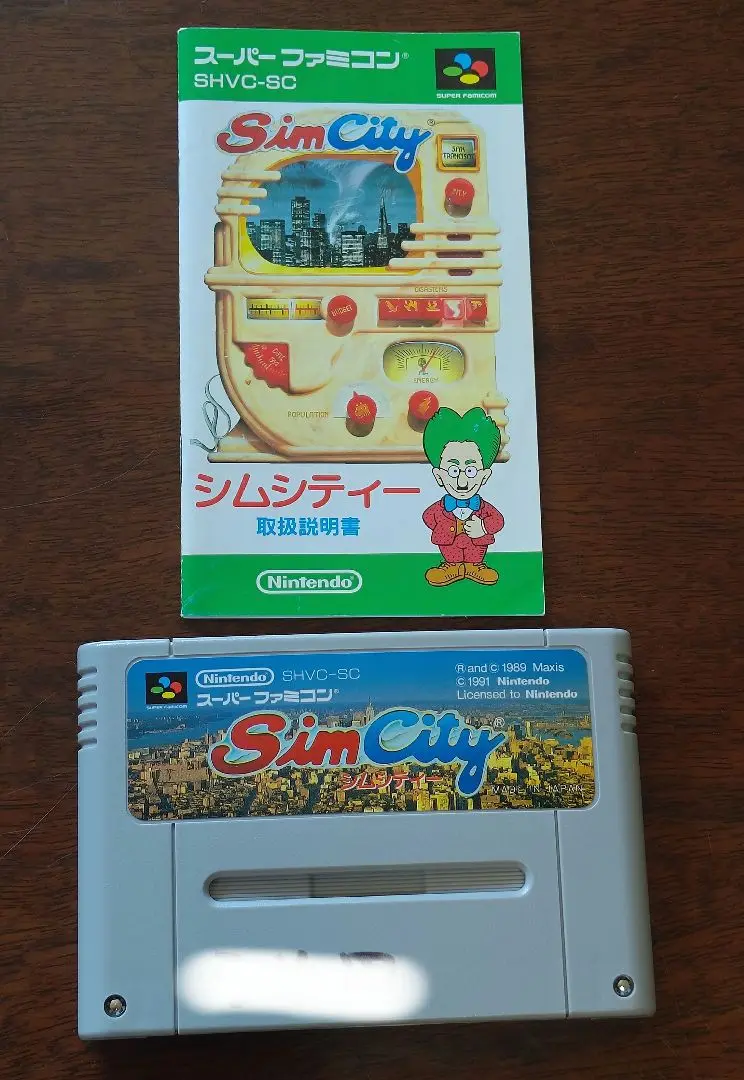 スーパーファミコン®
SHVC-SC
SUPER FAMICOM
SimCity®
CITY
DISASTERS
BUDGET
ENERGY
POPULATION
シムシティー
取扱説明書
Nintendo®
SUPER FAMICOM
Nintendo® SHVC-SC
スーパーファミコン®
® and © 1989 Maxis
© 1991 Nintendo
Licensed to Nintendo
SimCity®
シムシティー
MADE IN JAPAN